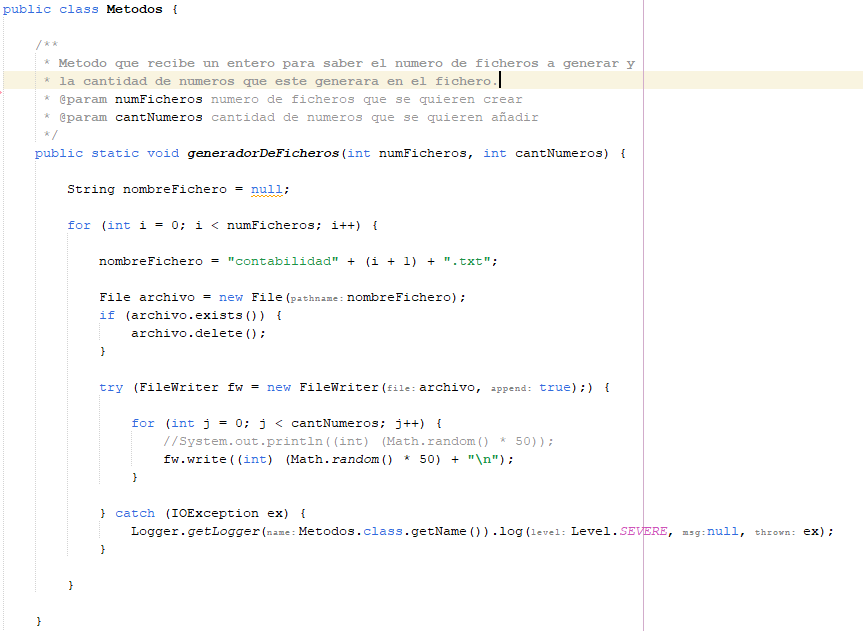 public class Metodos {
/**
* Metodo que recibe un entero para saber el numero de ficheros a generar y
* la cantidad de numeros que este generara en el fichero.
* @param numFicheros numero de ficheros que se quieren crear
* @param cantNumeros cantidad de numeros que se quieren añadir
*/
public static void generadorDeFicheros(int numFicheros, int cantNumeros) {
String nombreFichero = null;
for (int i = 0; i < numFicheros; i++) {
nombreFichero = "contabilidad" + (i + 1) + ".txt";
File archivo = new File(pathname: nombreFichero);
if (archivo.exists()) {
archivo.delete();
}
try (FileWriter fw = new FileWriter(file: archivo, append: true);) {
for (int j = 0; j < cantNumeros; j++) {
//System.out.println((int) (Math.random() * 50));
fw.write((int) (Math.random() * 50) + "\n");
}
} catch (IOException ex) {
Logger.getLogger(name: Metodos.class.getName()).log(level: Level.SEVERE, msg: null, thrown: ex);
}
}
}